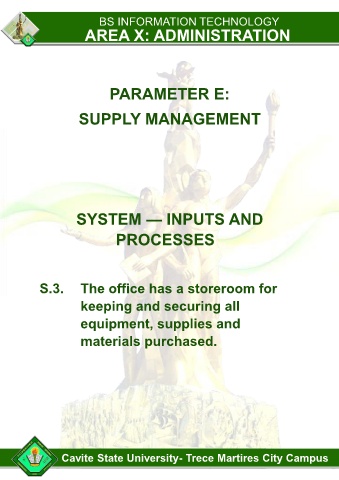 BS INFORMATION TECHNOLOGY
AREA X: ADMINISTRATION
PARAMETER E:
SUPPLY MANAGEMENT
SYSTEM — INPUTS AND
PROCESSES
S.3. The office has a storeroom for
keeping and securing all
equipment, supplies and
materials purchased.
Cavite State University- Trece Martires City Campus